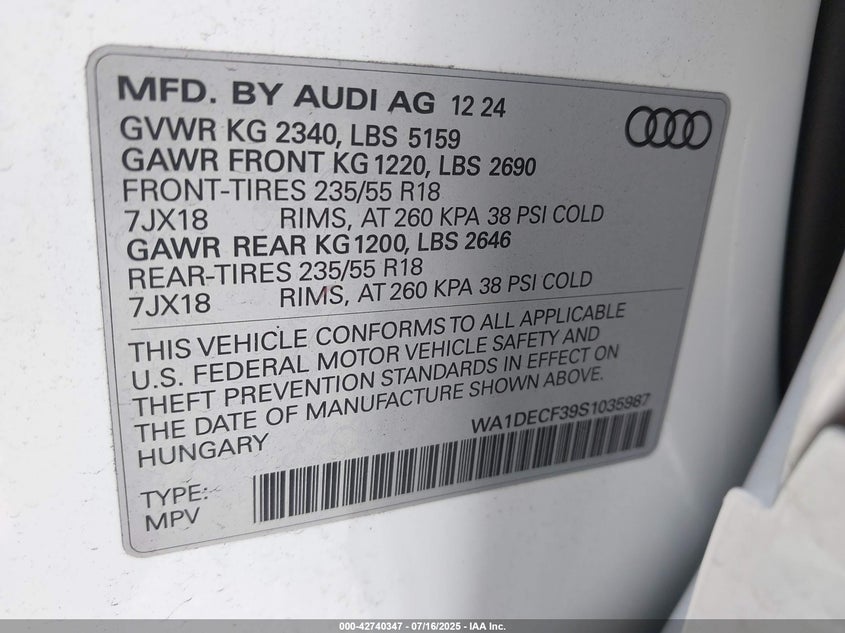 MFD. BY AUDI AG 12 24
GVWR KG 2340, LBS 5159
GAWR FRONT KG 1220, LBS 2690
FRONT-TIRES 235/55 R18
7JX18 RIMS, AT 260 KPA 38 PSI COLD
GAWR REAR KG 1200, LBS 2646
REAR-TIRES 235/55 R18
7JX18 RIMS, AT 260 KPA 38 PSI COLD
THIS VEHICLE CONFORMS TO ALL APPLICABLE
U.S. FEDERAL MOTOR VEHICLE SAFETY AND
THEFT PREVENTION STANDARDS IN EFFECT ON
THE DATE OF MANUFACTURE SHOWN ABOVE.
HUNGARY
WA1DECF39S1035987
TYPE:
MPV
000-42740347 - 07/16/2025 - IAA Inc.